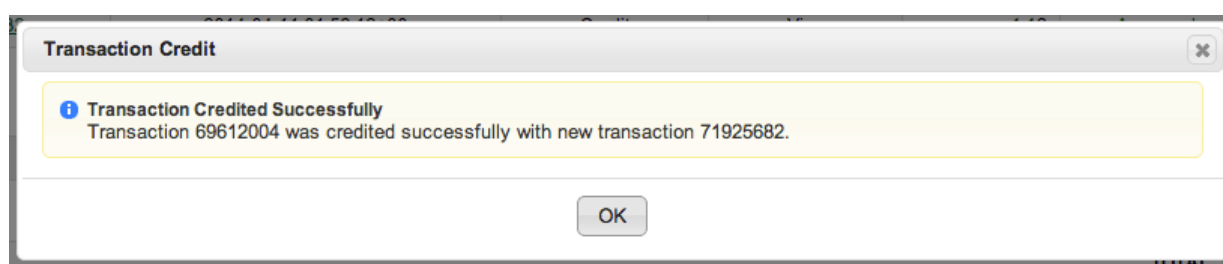 Transaction Credit
Transaction Credited Successfully
Transaction 69612004 was credited successfully with new transaction 71925682.
OK